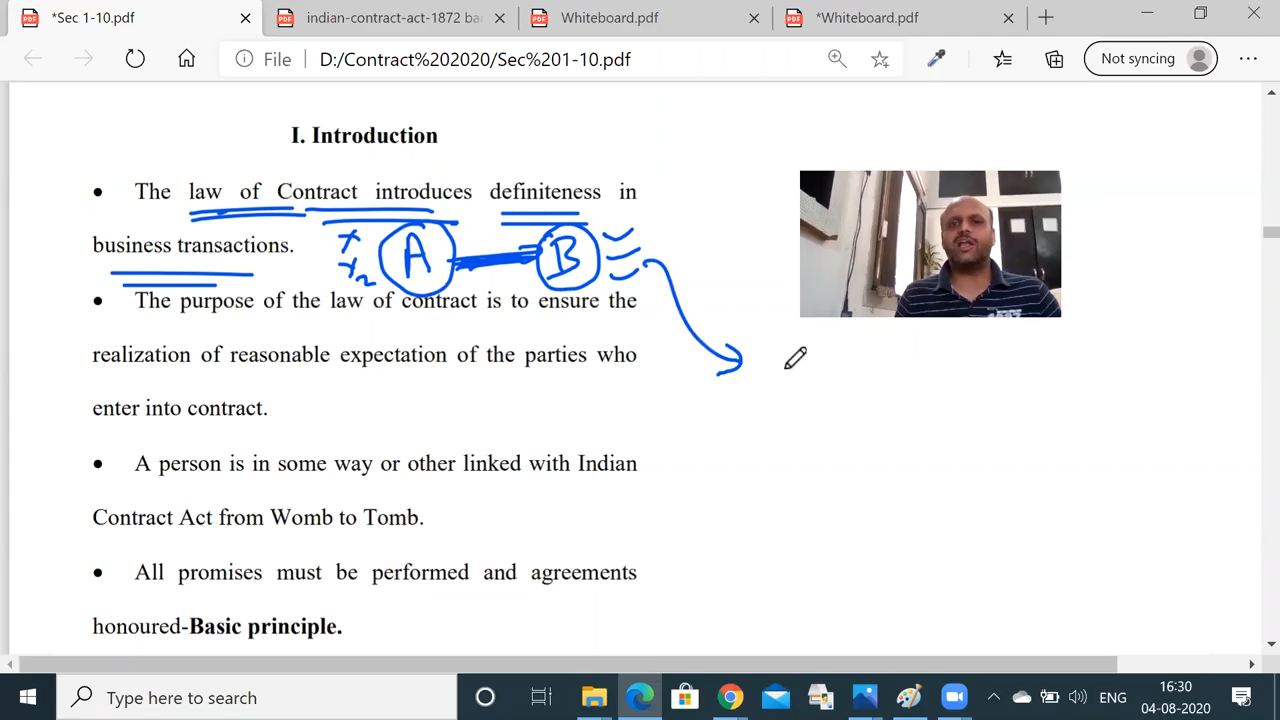 *Sec 1-10.pdf
indian-contract-act-1872 ba
Whiteboard.pdf
*Whiteboard.pdf
File
D:/Contract%202020/Sec%201-10.pdf
Not syncing
I. Introduction
• The law of Contract introduces definiteness in
business transactions.
x A B
x2
• The purpose of the law of contract is to ensure the
realization of reasonable expectation of the parties who
enter into contract.
• A person is in some way or other linked with Indian
Contract Act from Womb to Tomb.
• All promises must be performed and agreements
honoured-Basic principle.
Type here to search
ENG
16:30
04-08-2020